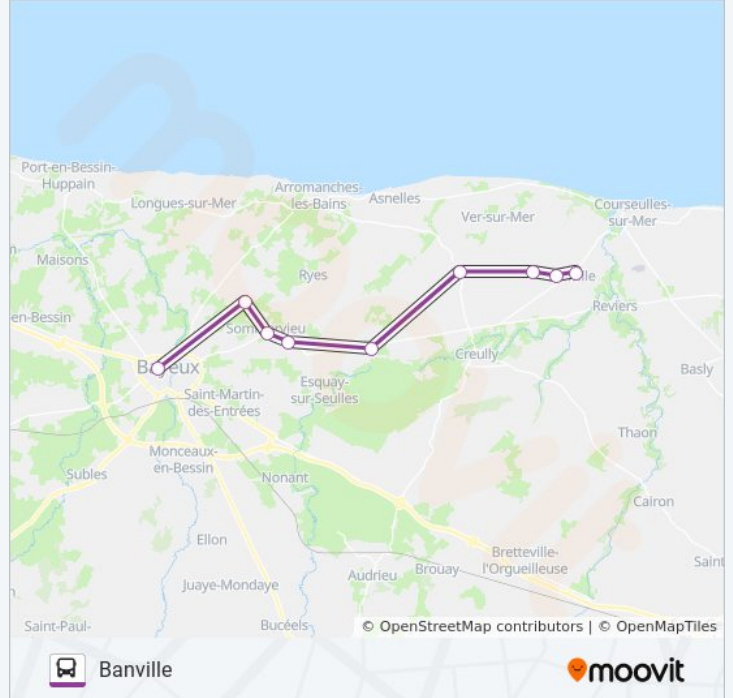 Port-en-Bessin-
Huppain
Longues-sur-Mer
Arromanches-
les-Bains
Asnelles
Ver-sur-Mer
Courseulles-
sur-Mer
Maisons
Ryes
lle
Reviers
en-Bessin
Creully
Basly
Esquay-
sur-Seulles
Saint-Martin-
des-Entrées
Thaon
Monceaux-
en-Bessin
Subles
Nonant
Cairon
Ellon
Bretteville-
l'Orgueilleuse
Saint
Audrieu
Brouay
Juaye-Mondaye
Saint-Paul-
Bucéels
© OpenStreetMap contributors | © OpenMapTiles
Banville
moovit